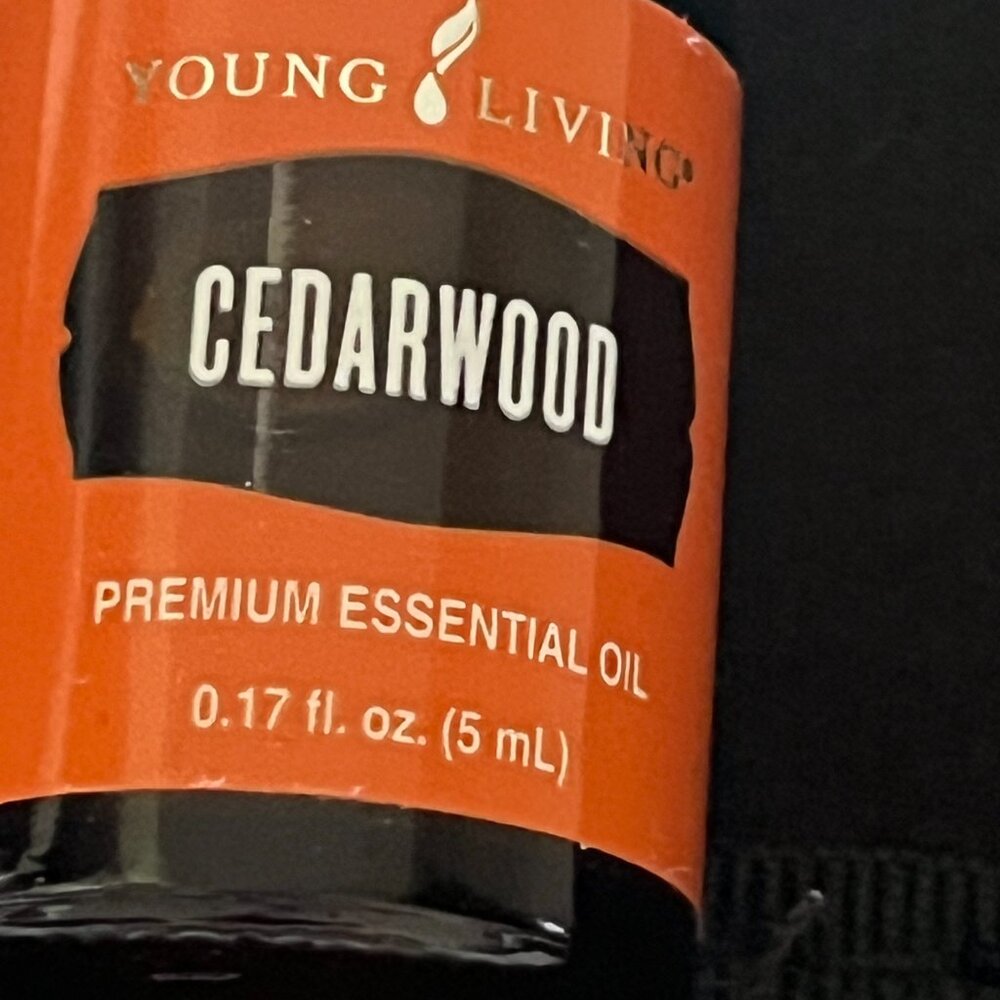 YOUNG LIVING®
CEDARWOOD
PREMIUM ESSENTIAL OIL
0.17 fl. oz. (5 mL)